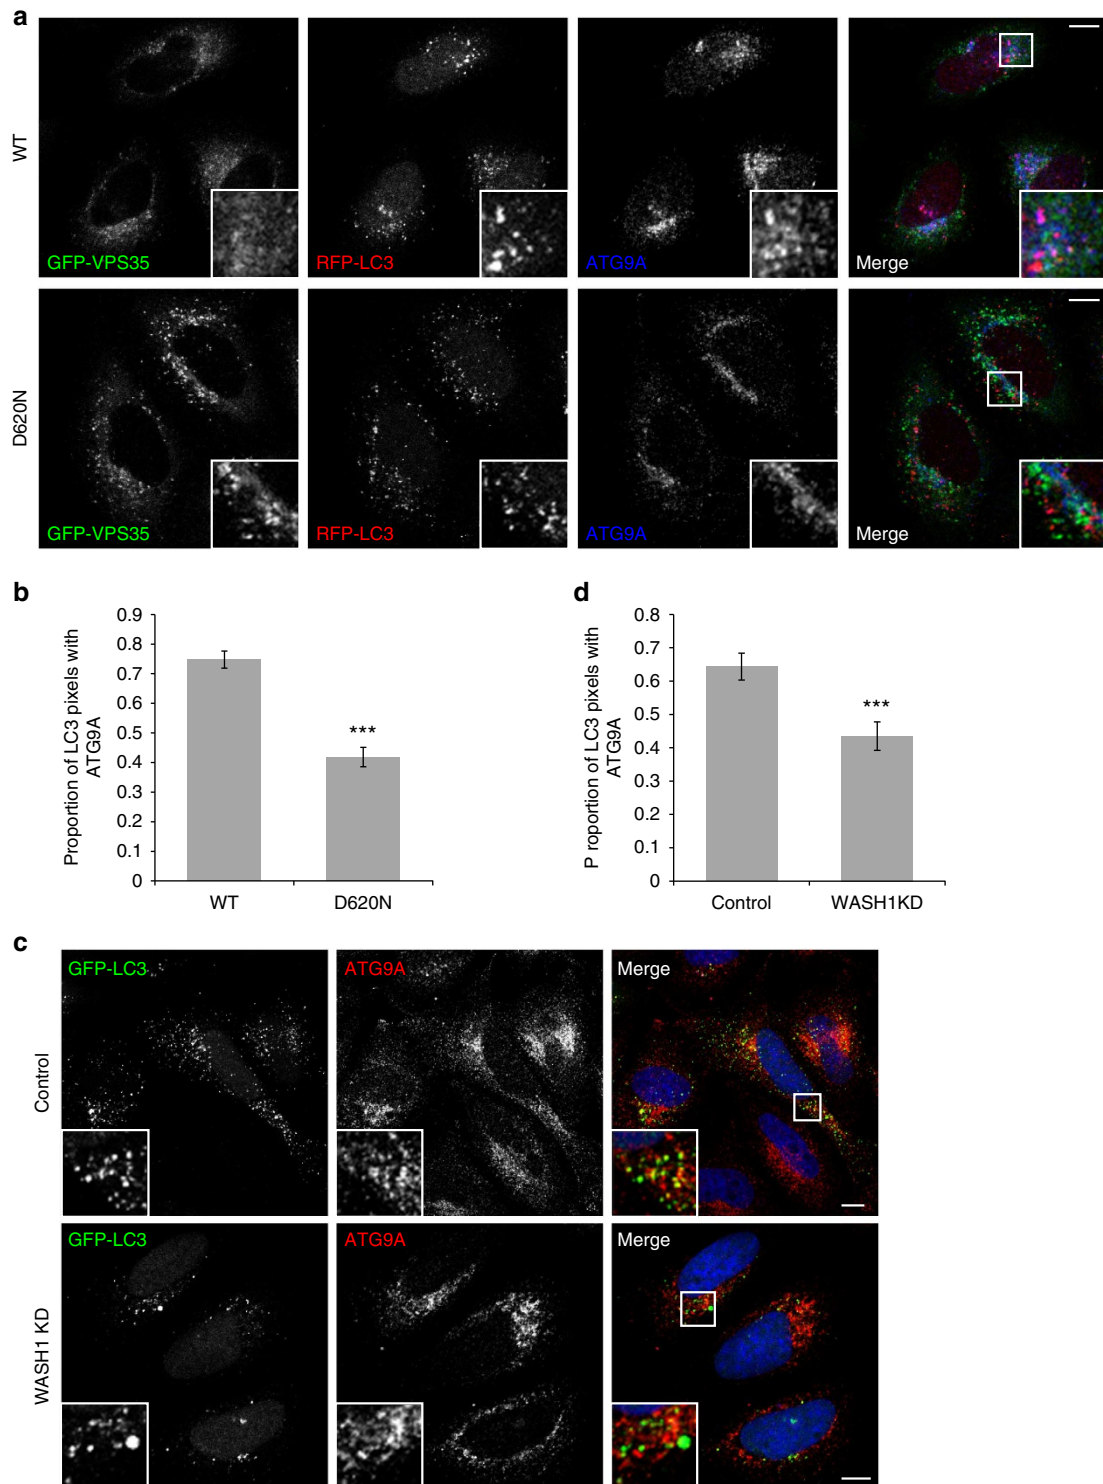 a
WT
GFP-VPS35
RFP-LC3
ATG9A
Merge
D620N
GFP-VPS35
RFP-LC3
ATG9A
Merge
b
Proportion of LC3 pixels with
ATG9A
0.9
0.8
0.7
0.6
0.5
0.4
0.3
0.2
0.1
0
***
WT
D620N
d
P roportion of LC3 pixels with
ATG9A
0.8
0.7
0.6
0.5
0.4
0.3
0.2
0.1
0
***
Control
WASH1KD
c
Control
GFP-LC3
ATG9A
Merge
WASH1 KD
GFP-LC3
ATG9A
Merge